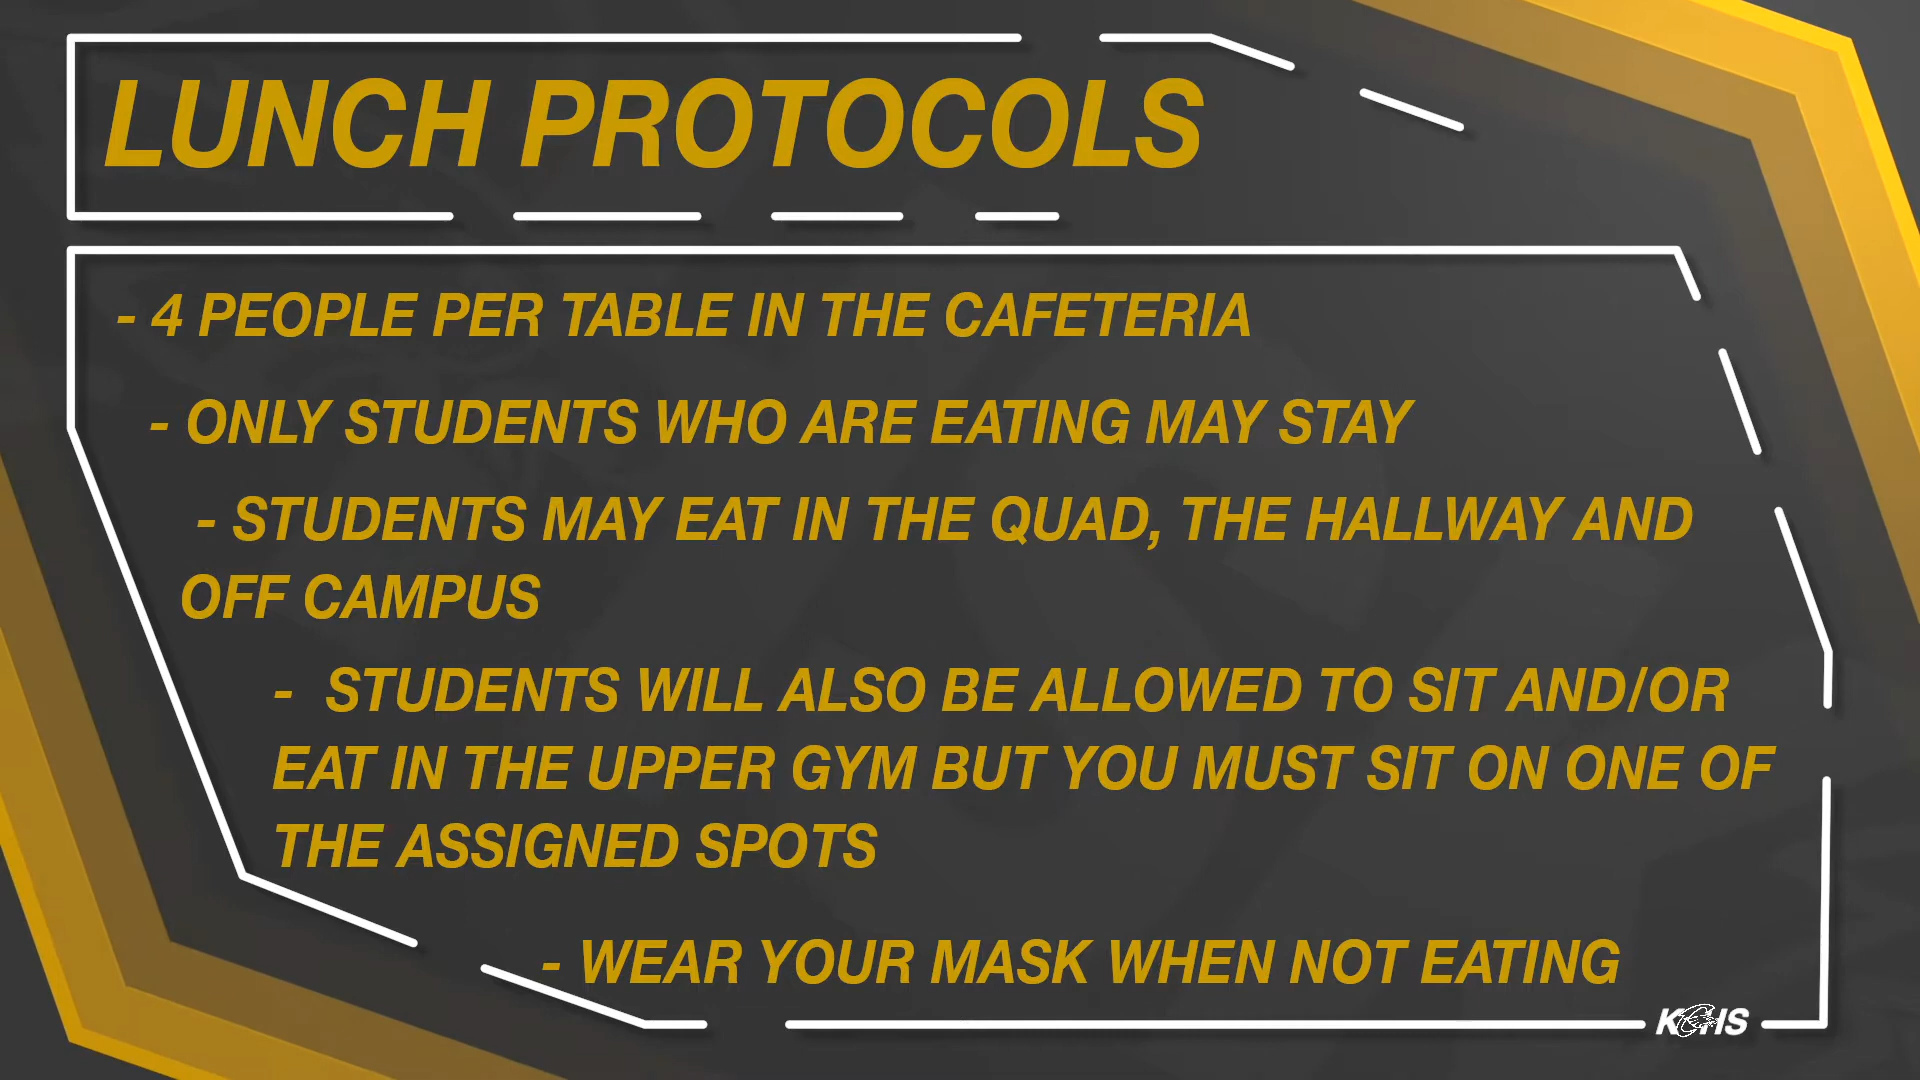 LUNCH PROTOCOLS
- 4 PEOPLE PER TABLE IN THE CAFETERIA
- ONLY STUDENTS WHO ARE EATING MAY STAY
- STUDENTS MAY EAT IN THE QUAD, THE HALLWAY AND
OFF CAMPUS
- STUDENTS WILL ALSO BE ALLOWED TO SIT AND/OR
EAT IN THE UPPER GYM BUT YOU MUST SIT ON ONE OF
THE ASSIGNED SPOTS
- WEAR YOUR MASK WHEN NOT EATING